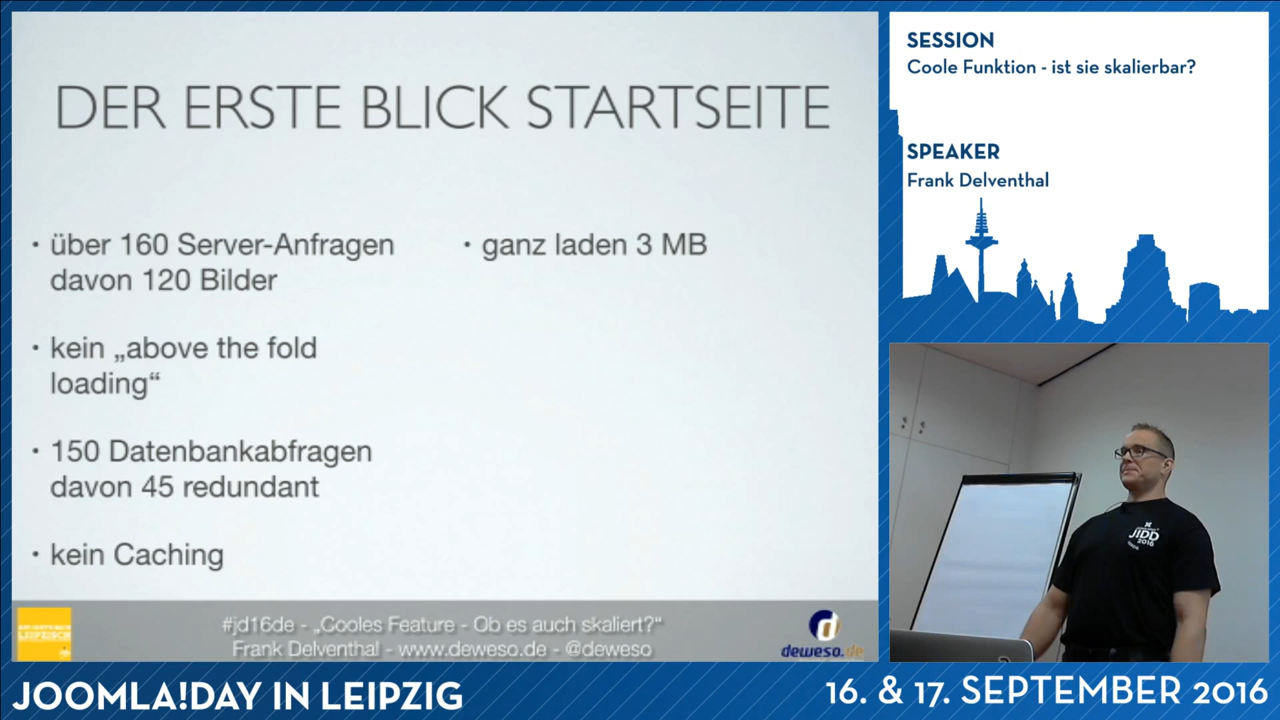 DER ERSTE BLICK STARTSEITE
• über 160 Server-Anfragen
davon 120 Bilder
• kein „above the fold
loading“
• 150 Datenbankabfragen
davon 45 redundant
• kein Caching
• ganz laden 3 MB
#jd16de - „Cooles Feature - Ob es auch skaliert?“
Frank Delventhal - www.deweso.de - @deweso
deweso.de
SESSION
Coole Funktion - ist sie skalierbar?
SPEAKER
Frank Delventhal
JDD
2016
JOOMLA!DAY IN LEIPZIG
16. & 17. SEPTEMBER 2016